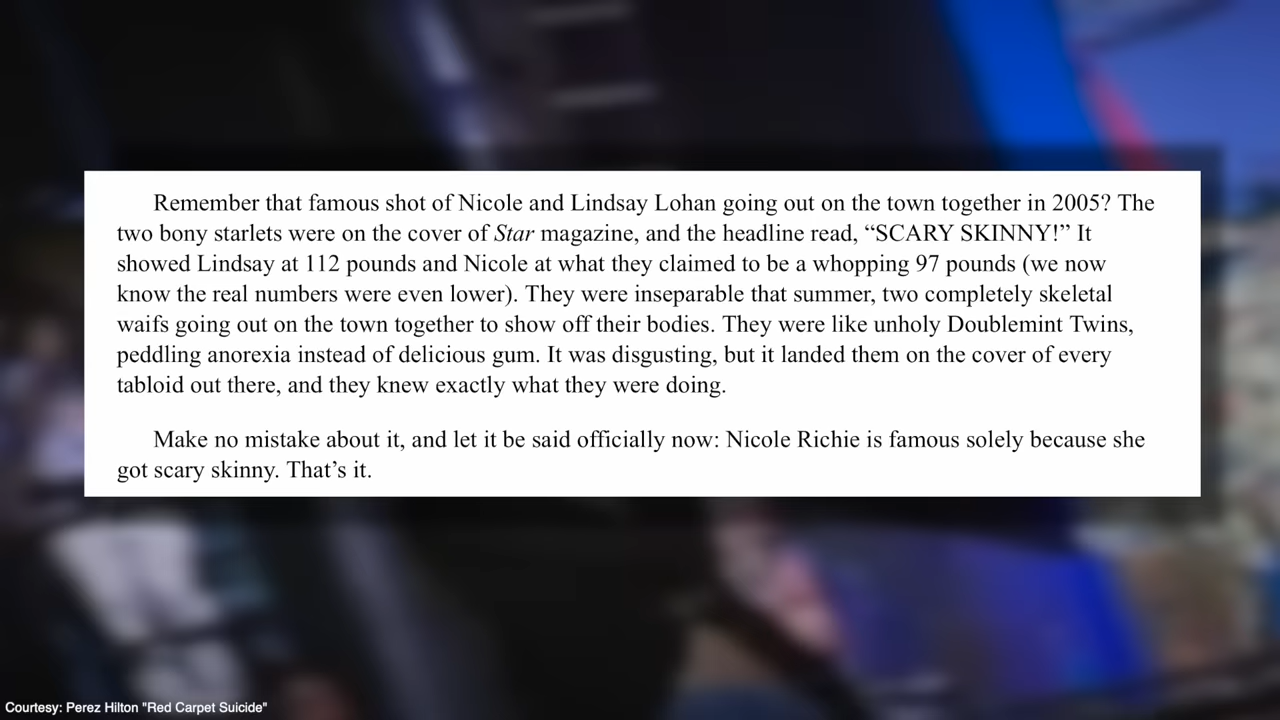 Remember that famous shot of Nicole and Lindsay Lohan going out on the town together in 2005? The
two bony starlets were on the cover of Star magazine, and the headline read, “SCARY SKINNY!” It
showed Lindsay at 112 pounds and Nicole at what they claimed to be a whopping 97 pounds (we now
know the real numbers were even lower). They were inseparable that summer, two completely skeletal
waifs going out on the town together to show off their bodies. They were like unholy Doublemint Twins,
peddling anorexia instead of delicious gum. It was disgusting, but it landed them on the cover of every
tabloid out there, and they knew exactly what they were doing.
Make no mistake about it, and let it be said officially now: Nicole Richie is famous solely because she
got scary skinny. That’s it.
Courtesy: Perez Hilton "Red Carpet Suicide"